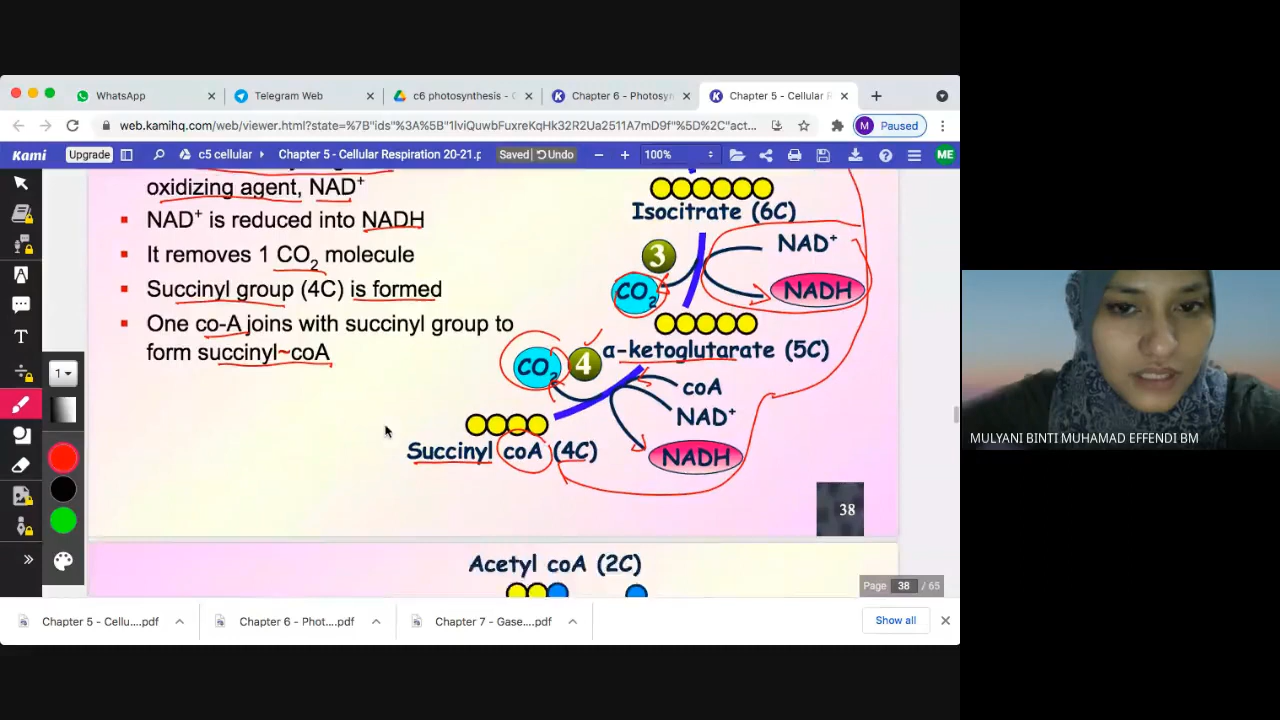 WhatsApp
Telegram Web
c6 photosynthesis - G
Chapter 6 - Photosyn
Chapter 5 - Cellular R
web.kamihq.com/web/viewer.html?state=%7B"ids"%3A%5B"1lviQuwbFuxreKqHk32R2Ua2511A7mD9f"%5D%2C"act...
M Paused
Kami
Upgrade
c5 cellular
Chapter 5 - Cellular Respiration 20-21.p
Saved
Undo
100%
ME
oxidizing agent, NAD+
NAD+ is reduced into NADH
It removes 1 CO2 molecule
Succinyl group (4C) is formed
One co-A joins with succinyl group to
form succinyl~coA
1
Isocitrate (6C)
3
NAD+
CO2
NADH
α-ketoglutarate (5C)
CO2
4
coA
NAD+
Succinyl coA (4C)
NADH
38
Acetyl coA (2C)
Page 38 / 65
Chapter 5 - Cellu....pdf
Chapter 6 - Phot....pdf
Chapter 7 - Gase....pdf
Show all
MULYANI BINTI MUHAMAD EFFENDI BM